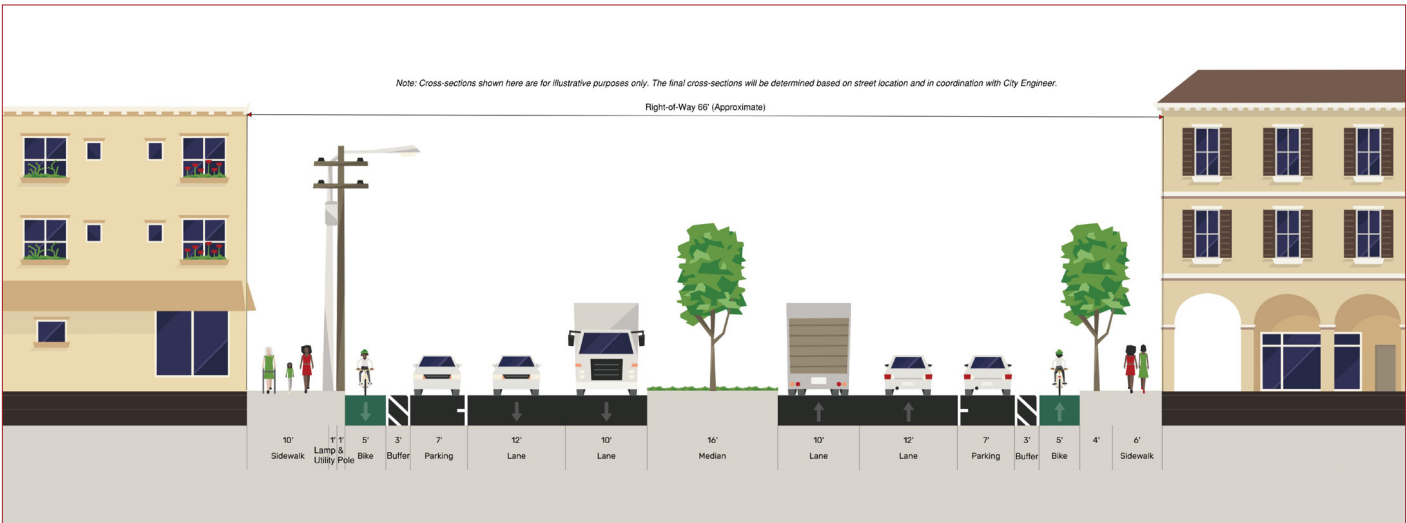 Note: Cross-sections shown here are for illustrative purposes only. The final cross-sections will be determined based on street location and in coordination with City Engineer.
Right-of-Way 66' (Approximate)
10' 1' 1' 5' 3' 7' 12' 10' 16' 10' 12' 7' 3' 5' 4' 6'
Sidewalk Lamp & Utility Pole Bike Buffer Parking Lane Lane Median Lane Lane Parking Buffer Bike Sidewalk